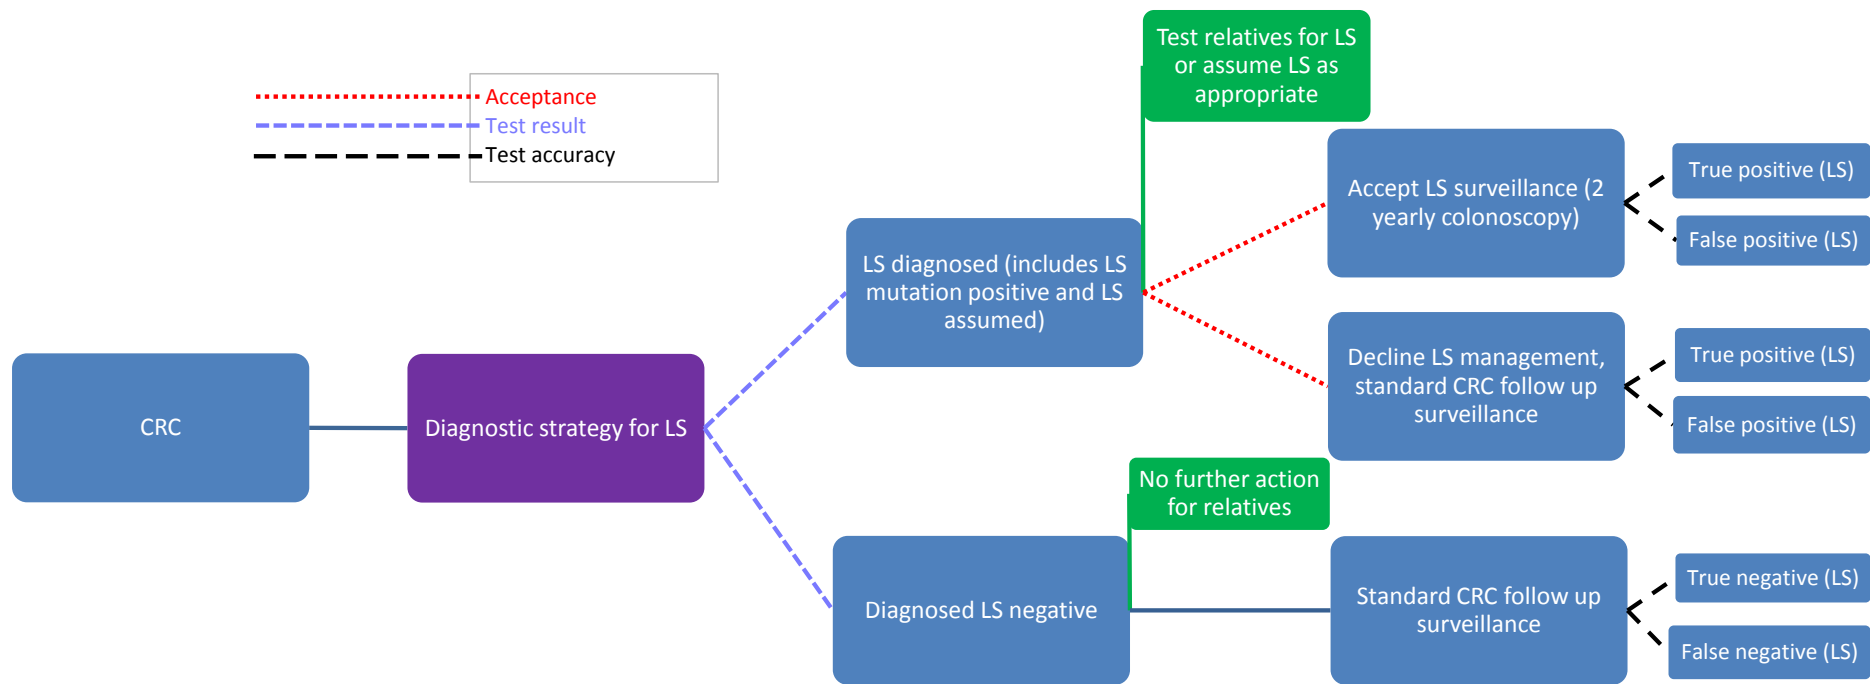 Acceptance
Test result
Test accuracy
Test relatives for LS
or assume LS as
appropriate
Accept LS surveillance (2
yearly colonoscopy)
True positive (LS)
False positive (LS)
LS diagnosed (includes LS
mutation positive and LS
assumed)
Decline LS management,
standard CRC follow up
surveillance
True positive (LS)
False positive (LS)
CRC
Diagnostic strategy for LS
No further action
for relatives
Diagnosed LS negative
Standard CRC follow up
surveillance
True negative (LS)
False negative (LS)